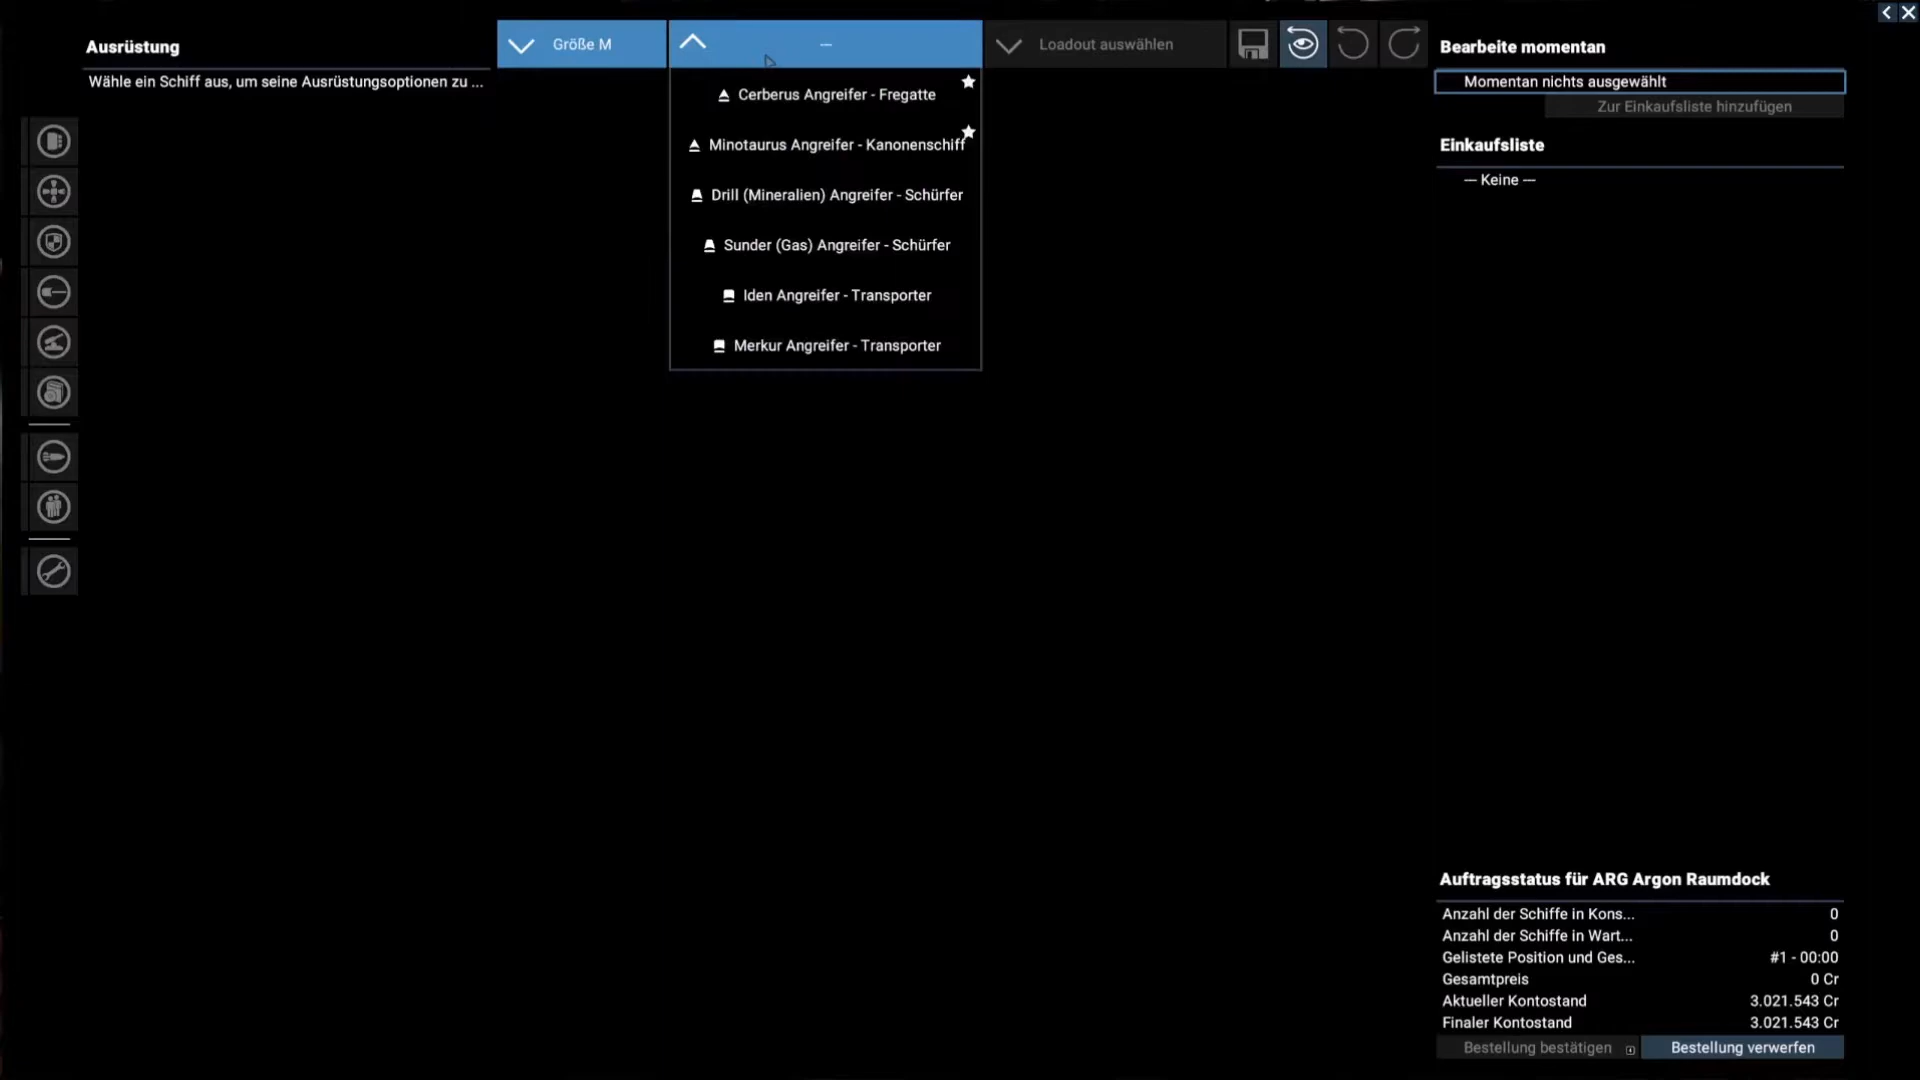 Ausrüstung
Wähle ein Schiff aus, um seine Ausrüstungsoptionen zu ...
Größe M
---
Loadout auswählen
Cerberus Angreifer - Fregatte
Minotaurus Angreifer - Kanonenschiff
Drill (Mineralien) Angreifer - Schürfer
Sunder (Gas) Angreifer - Schürfer
Iden Angreifer - Transporter
Merkur Angreifer - Transporter
Bearbeite momentan
Momentan nichts ausgewählt
Zur Einkaufsliste hinzufügen
Einkaufsliste
--- Keine ---
Auftragsstatus für ARG Argon Raumdock
Anzahl der Schiffe in Kons... 0
Anzahl der Schiffe in Wart... 0
Gelistete Position und Ges... #1 - 00:00
Gesamtpreis 0 Cr
Aktueller Kontostand 3.021.543 Cr
Finaler Kontostand 3.021.543 Cr
Bestellung bestätigen
Bestellung verwerfen